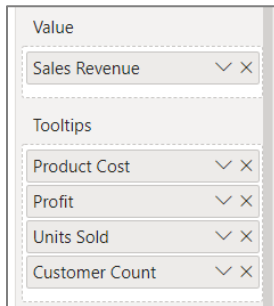 Value
Sales Revenue
Tooltips
Product Cost
Profit
Units Sold
Customer Count